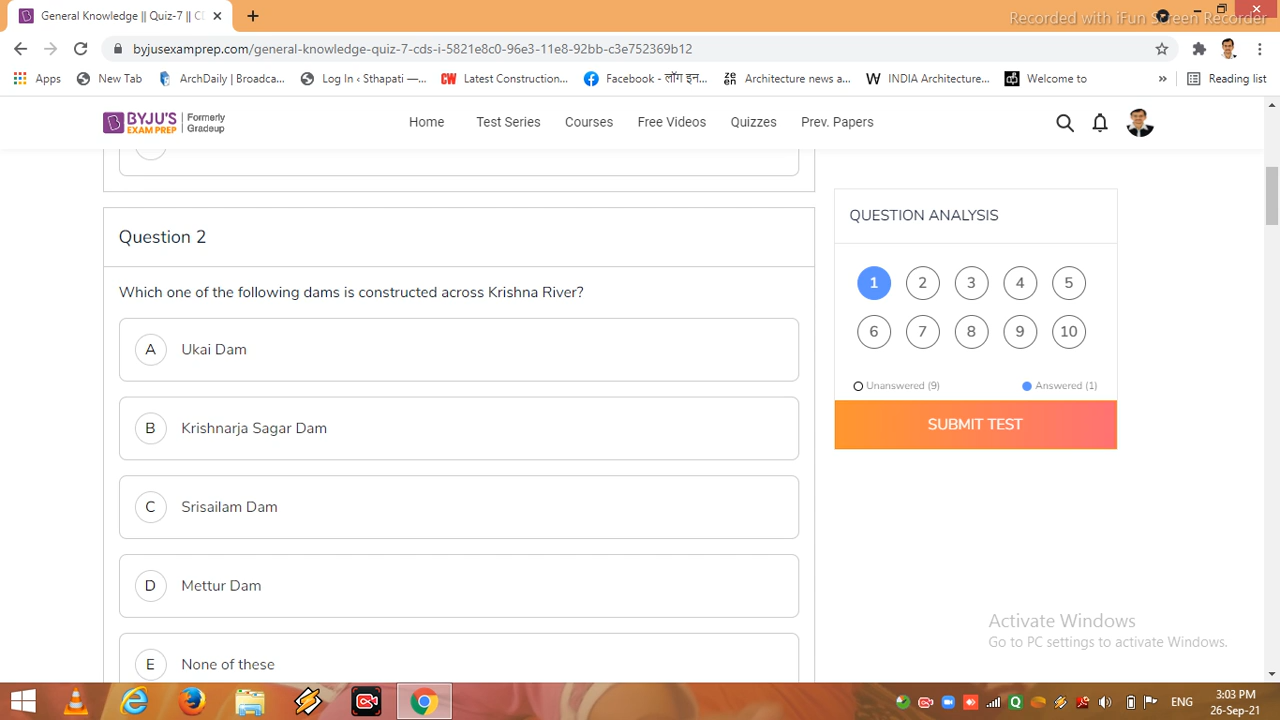 General Knowledge || Quiz-7 || CD
Recorded with iFun Screen Recorder
byjusexamprep.com/general-knowledge-quiz-7-cds-i-5821e8c0-96e3-11e8-92bb-c3e752369b12
Apps
New Tab
ArchDaily | Broadca...
Log In ‹ Sthapati —...
CW Latest Construction...
Facebook - लॉग इन...
Architecture news a...
W INDIA Architecture...
Welcome to
»
Reading list
BYJU'S EXAM PREP
Formerly Gradeup
Home
Test Series
Courses
Free Videos
Quizzes
Prev. Papers
Question 2
Which one of the following dams is constructed across Krishna River?
A Ukai Dam
B Krishnarja Sagar Dam
C Srisailam Dam
D Mettur Dam
E None of these
QUESTION ANALYSIS
1 2 3 4 5
6 7 8 9 10
Unanswered (9)
Answered (1)
SUBMIT TEST
Activate Windows
Go to PC settings to activate Windows.
ENG
3:03 PM
26-Sep-21